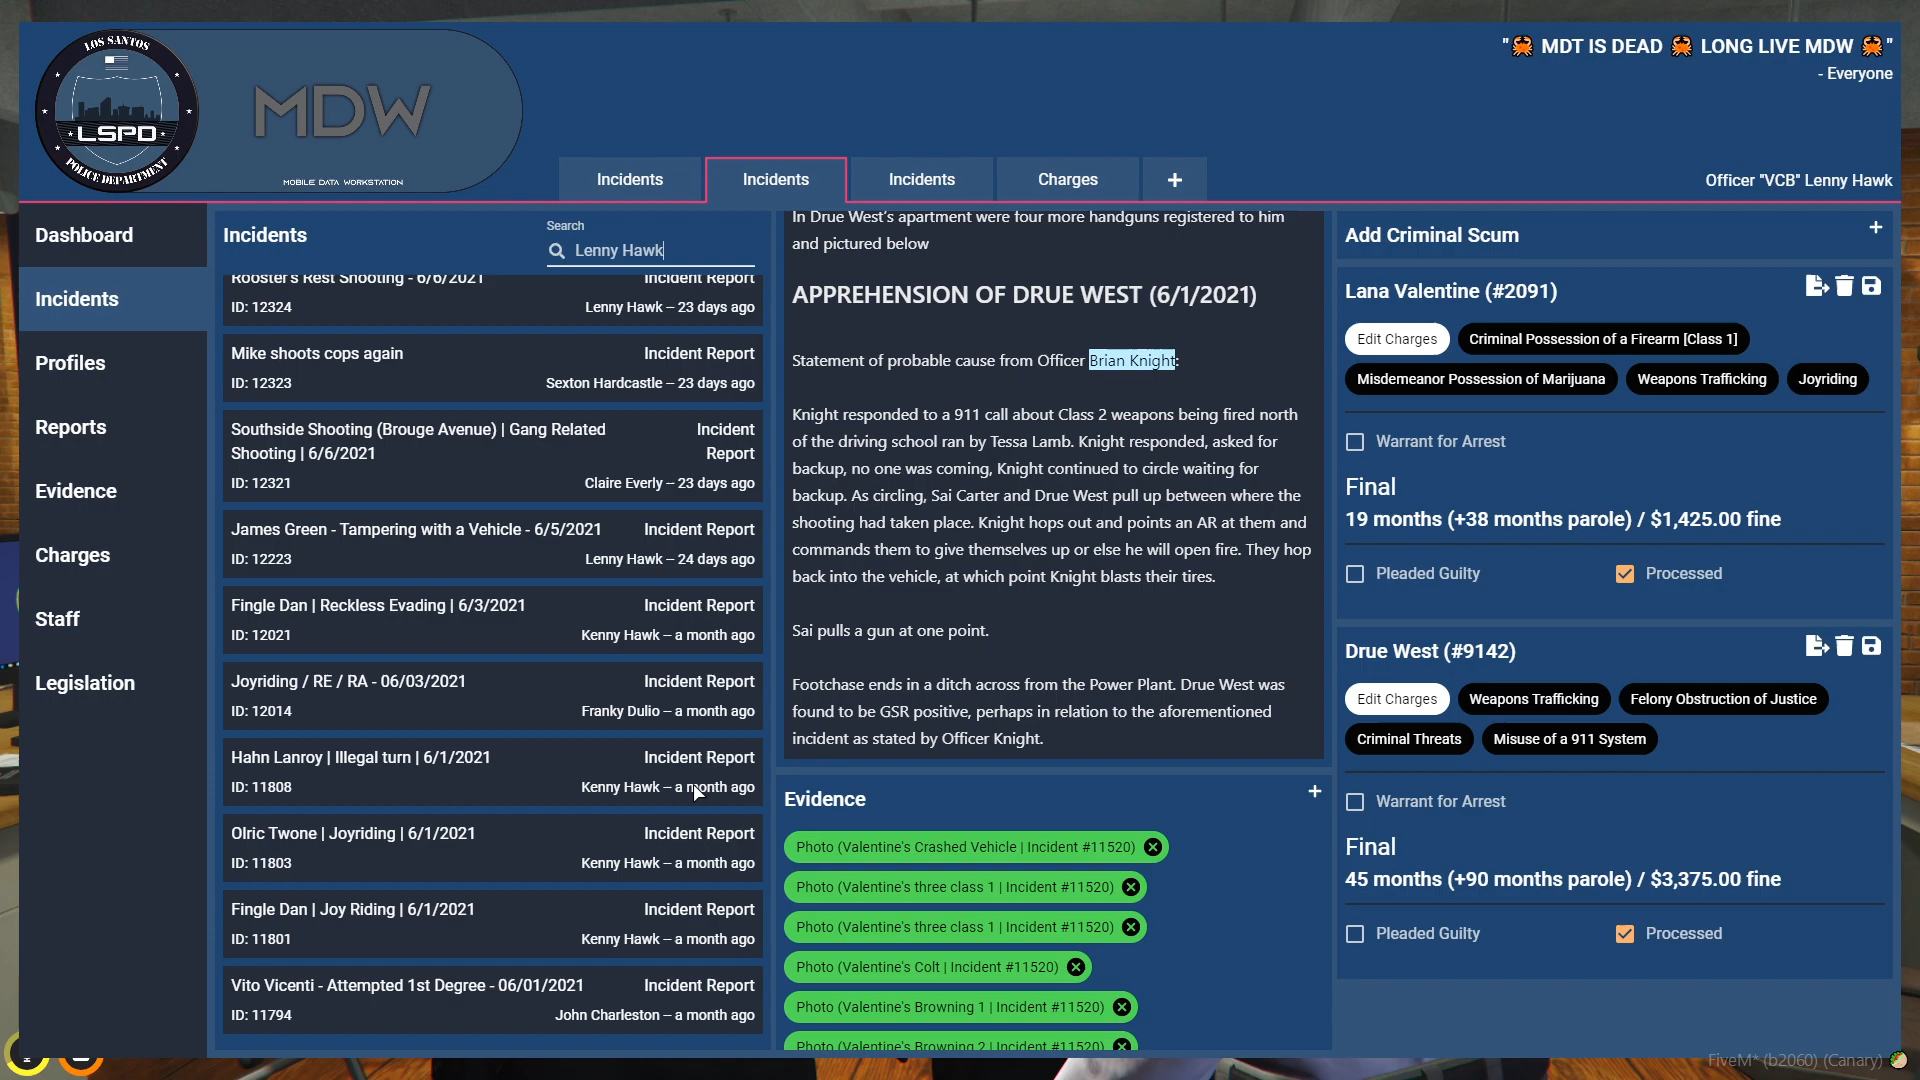 LOS SANTOS
LSPD
POLICE DEPARTMENT
MDW
MOBILE DATA WORKSTATION
"🦀 MDT IS DEAD 🦀 LONG LIVE MDW 🦀"
- Everyone
Incidents
Incidents
Incidents
Charges
+
Officer "VCB" Lenny Hawk
Dashboard
Incidents
Profiles
Reports
Evidence
Charges
Staff
Legislation
Incidents
Search
Lenny Hawk
Rooster's Rest Shooting - 6/6/2021 Incident Report
ID: 12324 Lenny Hawk – 23 days ago
Mike shoots cops again Incident Report
ID: 12323 Sexton Hardcastle – 23 days ago
Southside Shooting (Brouge Avenue) | Gang Related Incident
Shooting | 6/6/2021 Report
ID: 12321 Claire Everly – 23 days ago
James Green - Tampering with a Vehicle - 6/5/2021 Incident Report
ID: 12223 Lenny Hawk – 24 days ago
Fingle Dan | Reckless Evading | 6/3/2021 Incident Report
ID: 12021 Kenny Hawk – a month ago
Joyriding / RE / RA - 06/03/2021 Incident Report
ID: 12014 Franky Dulio – a month ago
Hahn Lanroy | Illegal turn | 6/1/2021 Incident Report
ID: 11808 Kenny Hawk – a month ago
Olric Twone | Joyriding | 6/1/2021 Incident Report
ID: 11803 Kenny Hawk – a month ago
Fingle Dan | Joy Riding | 6/1/2021 Incident Report
ID: 11801 Kenny Hawk – a month ago
Vito Vicenti - Attempted 1st Degree - 06/01/2021 Incident Report
ID: 11794 John Charleston – a month ago
In Drue West's apartment were four more handguns registered to him
and pictured below
APPREHENSION OF DRUE WEST (6/1/2021)
Statement of probable cause from Officer Brian Knight:
Knight responded to a 911 call about Class 2 weapons being fired north
of the driving school ran by Tessa Lamb. Knight responded, asked for
backup, no one was coming, Knight continued to circle waiting for
backup. As circling, Sai Carter and Drue West pull up between where the
shooting had taken place. Knight hops out and points an AR at them and
commands them to give themselves up or else he will open fire. They hop
back into the vehicle, at which point Knight blasts their tires.
Sai pulls a gun at one point.
Footchase ends in a ditch across from the Power Plant. Drue West was
found to be GSR positive, perhaps in relation to the aforementioned
incident as stated by Officer Knight.
Evidence +
Photo (Valentine's Crashed Vehicle | Incident #11520)
Photo (Valentine's three class 1 | Incident #11520)
Photo (Valentine's three class 1 | Incident #11520)
Photo (Valentine's Colt | Incident #11520)
Photo (Valentine's Browning 1 | Incident #11520)
Photo (Valentine's Browning 2 | Incident #11520)
Add Criminal Scum +
Lana Valentine (#2091)
Edit Charges Criminal Possession of a Firearm [Class 1]
Misdemeanor Possession of Marijuana Weapons Trafficking Joyriding
Warrant for Arrest
Final
19 months (+38 months parole) / $1,425.00 fine
Pleaded Guilty Processed
Drue West (#9142)
Edit Charges Weapons Trafficking Felony Obstruction of Justice
Criminal Threats Misuse of a 911 System
Warrant for Arrest
Final
45 months (+90 months parole) / $3,375.00 fine
Pleaded Guilty Processed
FiveM* (b2060) (Canary)